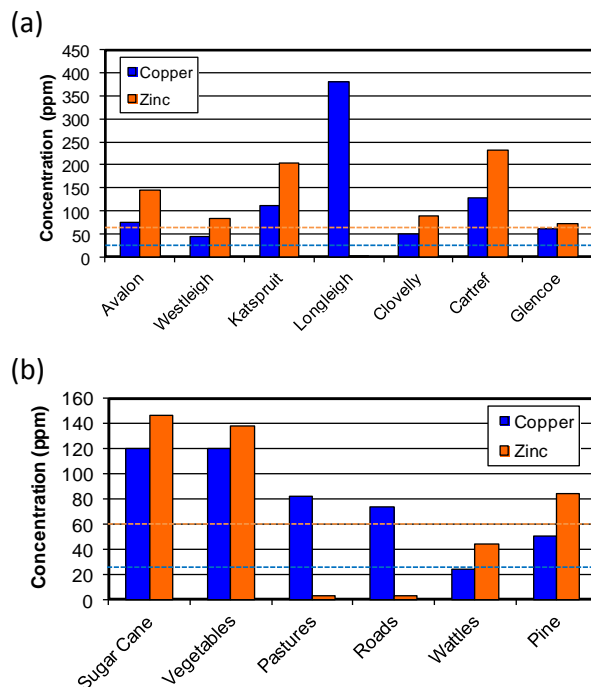 (a)
Concentration (ppm)
450
400
350
300
250
200
150
100
50
0
Copper
Zinc
Avalon
Westleigh
Katspruit
Longleigh
Clovelly
Cartref
Glencoe
(b)
Concentration (ppm)
160
140
120
100
80
60
40
20
0
Copper
Zinc
Sugar Cane
Vegetables
Pastures
Roads
Wattles
Pine